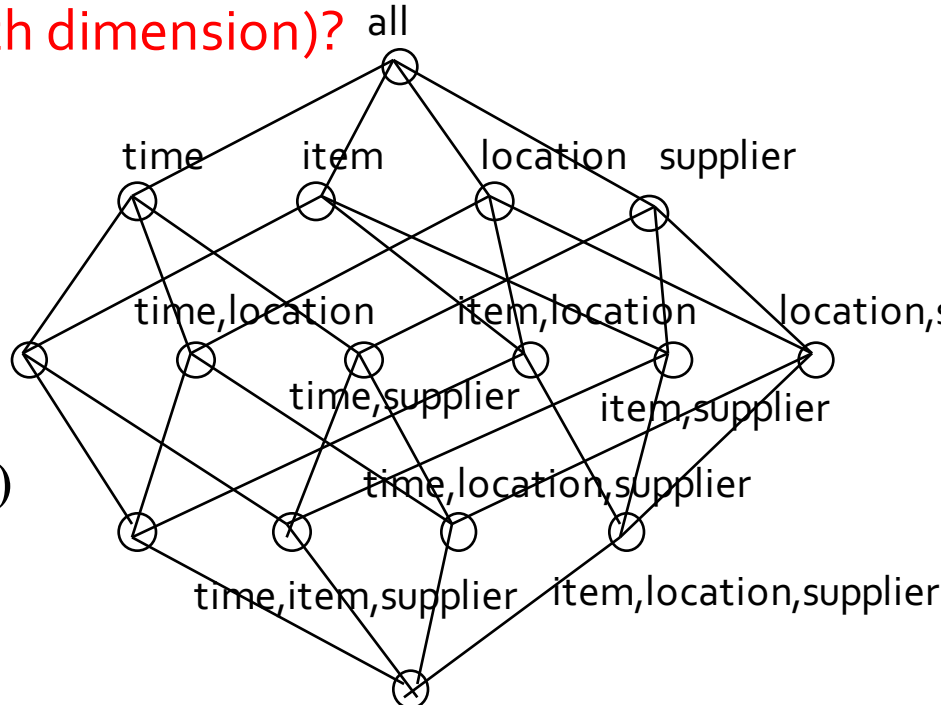 th dimension)?
all
time item location supplier
time,location item,location location,s
time,supplier item,supplier
)
time,location,supplier
time,item,supplier item,location,supplier